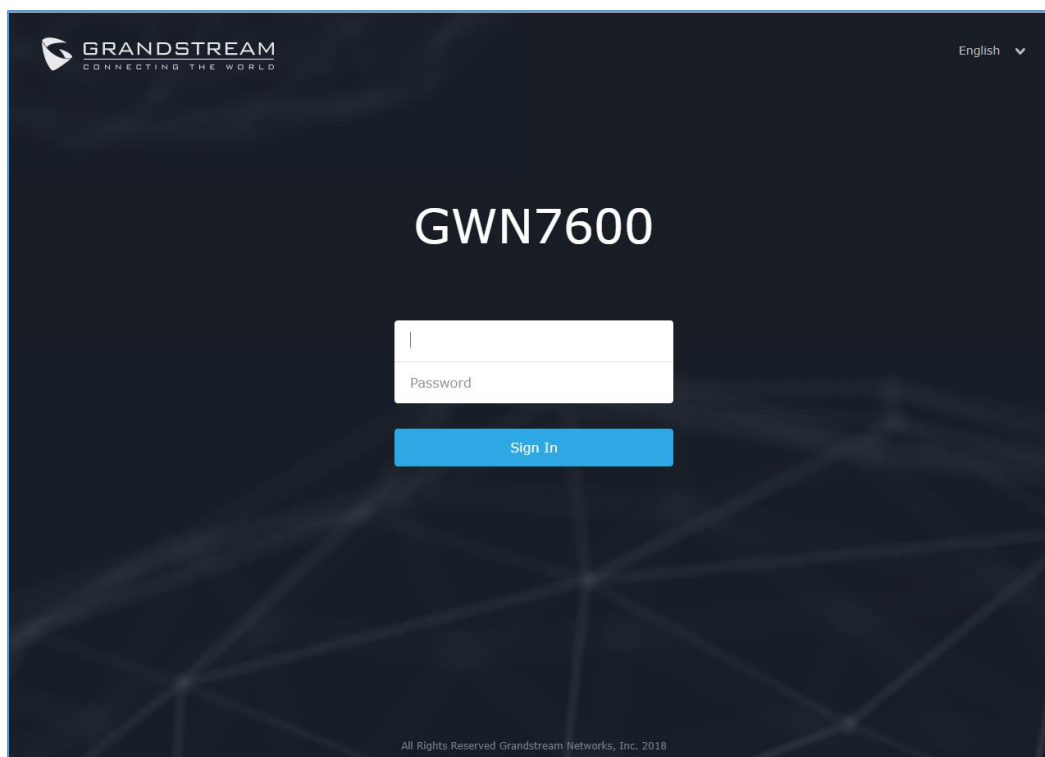 GRANDSTREAM
CONNECTING THE WORLD
English
GWN7600
Password
Sign In
All Rights Reserved Grandstream Networks, Inc. 2018